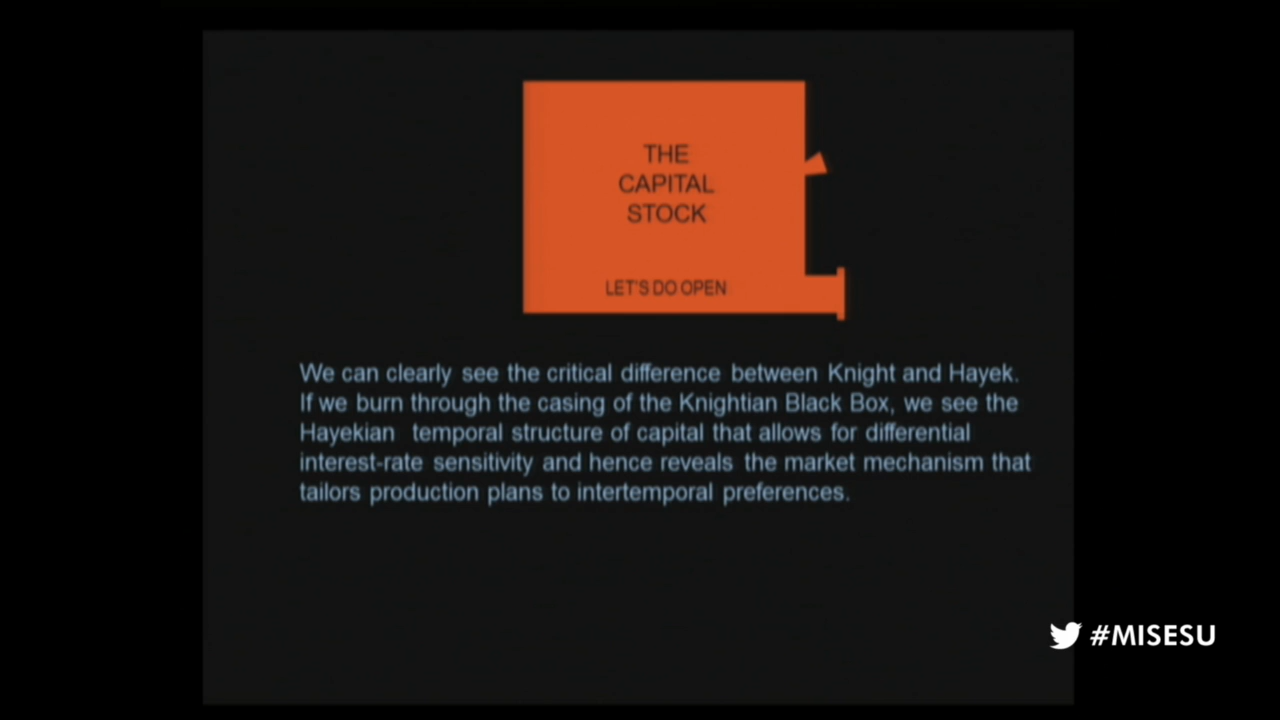 THE
CAPITAL
STOCK
LET'S DO OPEN
We can clearly see the critical difference between Knight and Hayek.
If we burn through the casing of the Knightian Black Box, we see the
Hayekian temporal structure of capital that allows for differential
interest-rate sensitivity and hence reveals the market mechanism that
tailors production plans to intertemporal preferences.
#MISESU